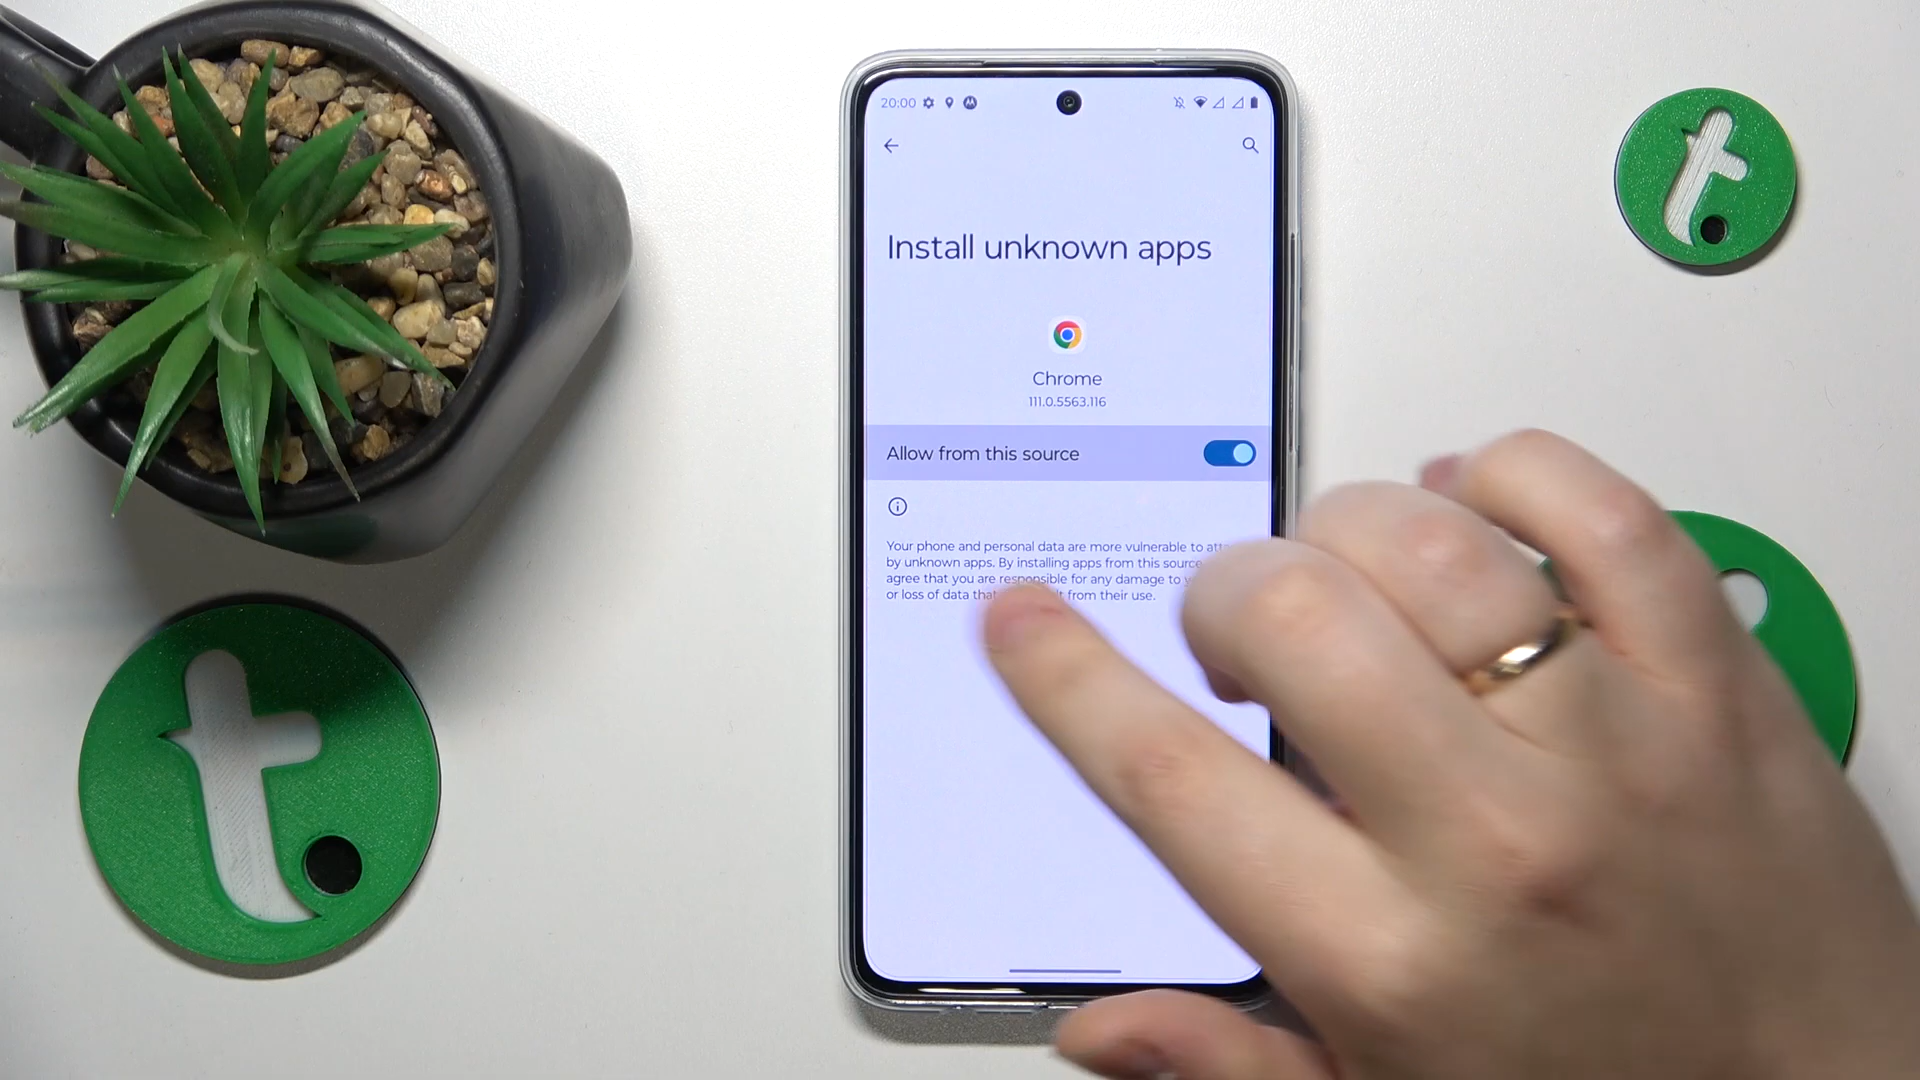 20:00
Install unknown apps
Chrome
111.0.5563.116
Allow from this source
Your phone and personal data are more vulnerable to
by unknown apps. By installing apps from this source
agree that you are responsible for any damage to
or loss of data from their use.
t
t